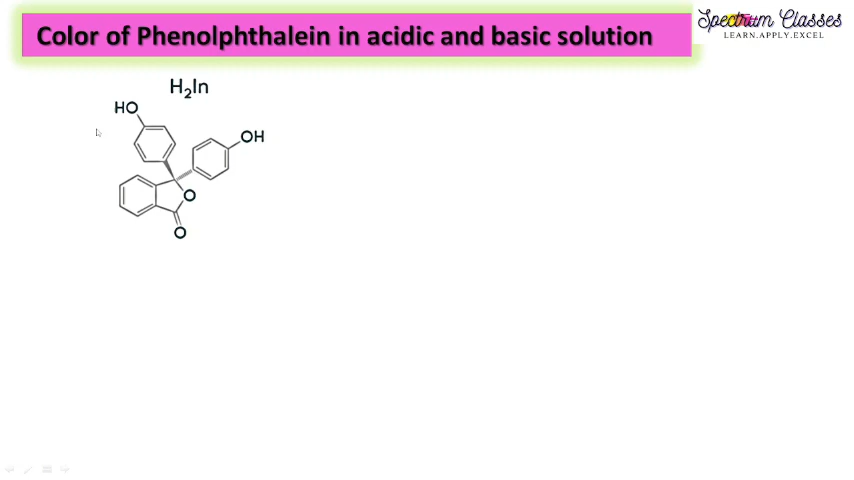 Color of Phenolphthalein in acidic and basic solution
Spectrum Classes
LEARN.APPLY.EXCEL
H₂In
HO
OH
O
O